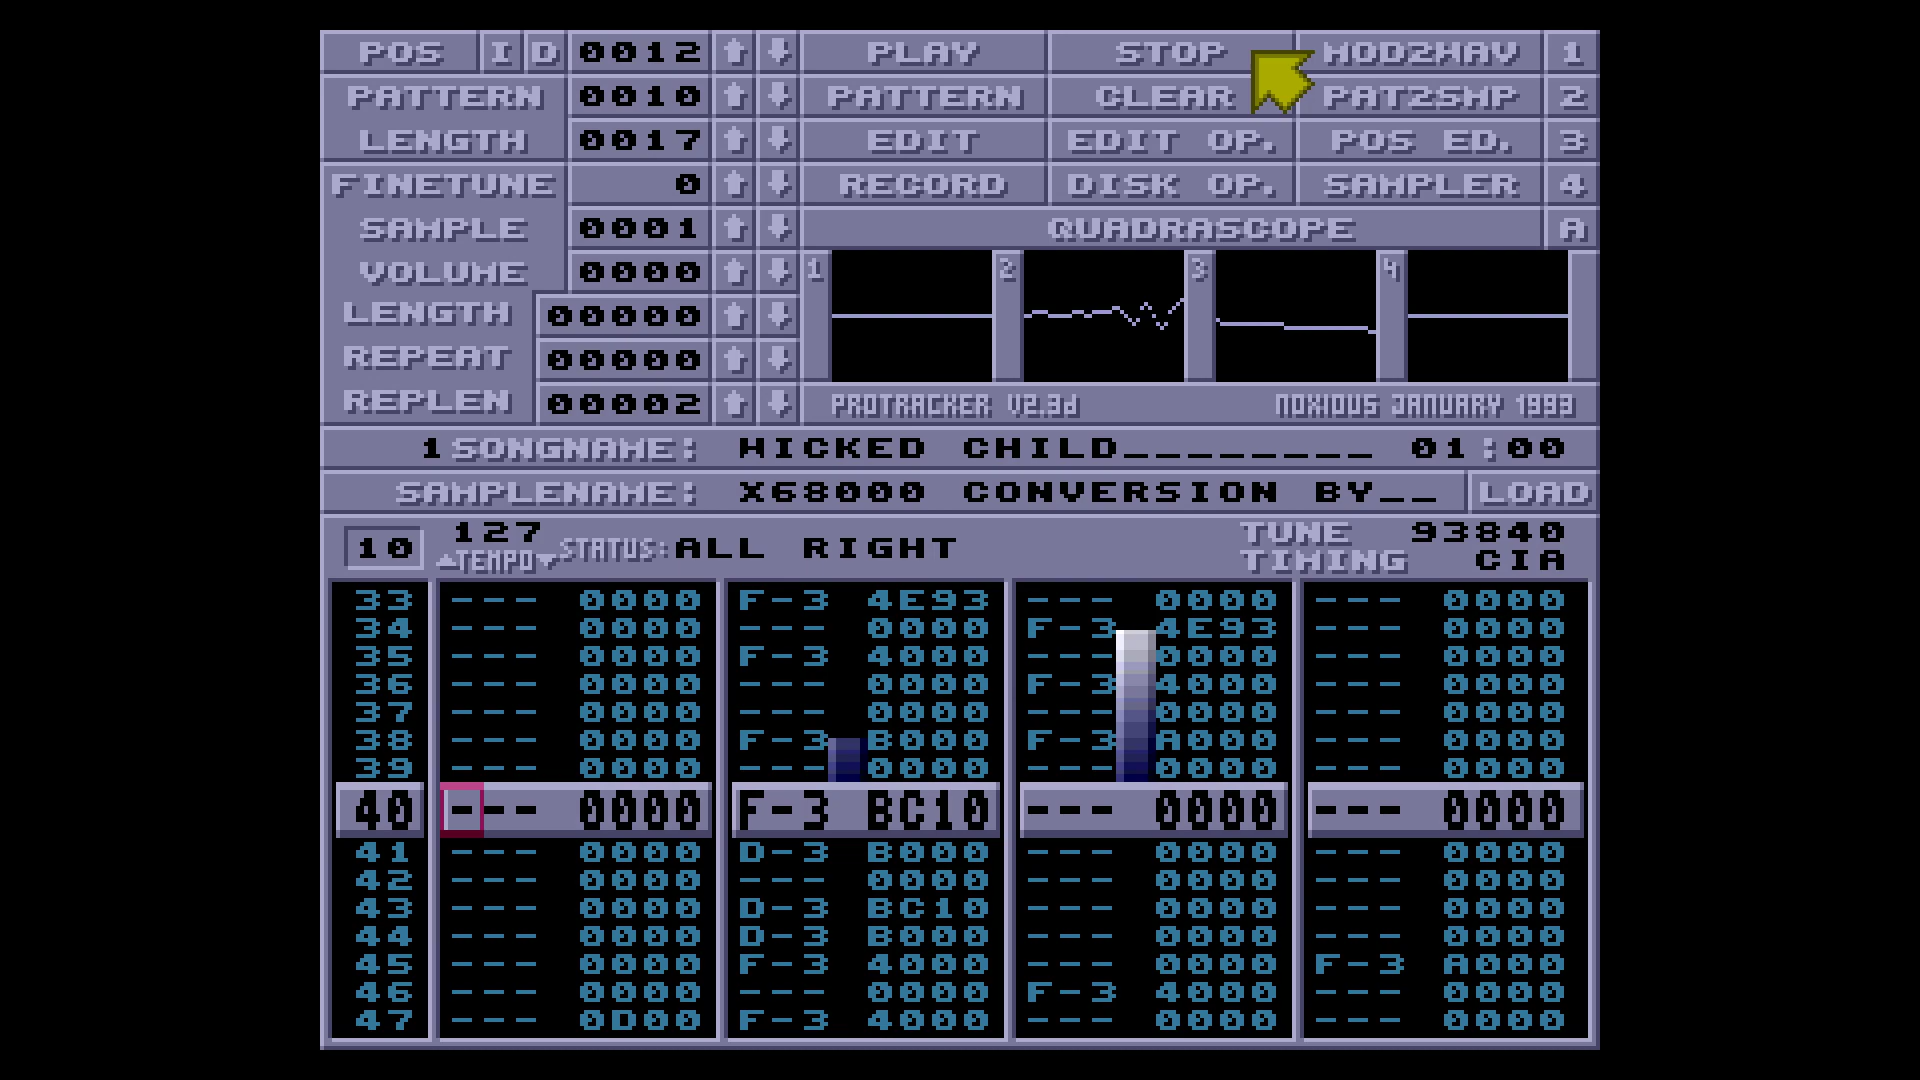 POS I D 0012 PLAY STOP MOD2WAV 1
PATTERN 0010 PATTERN CLEAR PAT2SMP 2
LENGTH 0017 EDIT EDIT OP. POS ED. 3
FINETUNE 0 RECORD DISK OP. SAMPLER 4
SAMPLE 0001 QUADRASCOPE A
VOLUME 0000 1 2 3 4
LENGTH 00000
REPEAT 00000
REPLEN 00002 PROTRACKER V2.3d NOXIOUS JANUARY 1993
1 SONGNAME: WICKED CHILD________ 01:00
SAMPLENAME: X68000 CONVERSION BY__ LOAD
10 127 TEMPO STATUS: ALL RIGHT TUNE 93840
TIMING CIA
33 --- 0000 F-3 4E93 --- 0000 --- 0000
34 --- 0000 --- 0000 F-3 4E93 --- 0000
35 --- 0000 F-3 4000 --- 0000 --- 0000
36 --- 0000 --- 0000 F-3 4000 --- 0000
37 --- 0000 --- 0000 --- 0000 --- 0000
38 --- 0000 F-3 B000 F-3 A000 --- 0000
39 --- 0000 --- 0000 --- 0000 --- 0000
40 --- 0000 F-3 BC10 --- 0000 --- 0000
41 --- 0000 D-3 B000 --- 0000 --- 0000
42 --- 0000 --- 0000 --- 0000 --- 0000
43 --- 0000 D-3 BC10 --- 0000 --- 0000
44 --- 0000 D-3 B000 --- 0000 --- 0000
45 --- 0000 F-3 4000 --- 0000 F-3 A000
46 --- 0000 --- 0000 F-3 4000 --- 0000
47 --- 0D00 F-3 4000 --- 0000 --- 0000